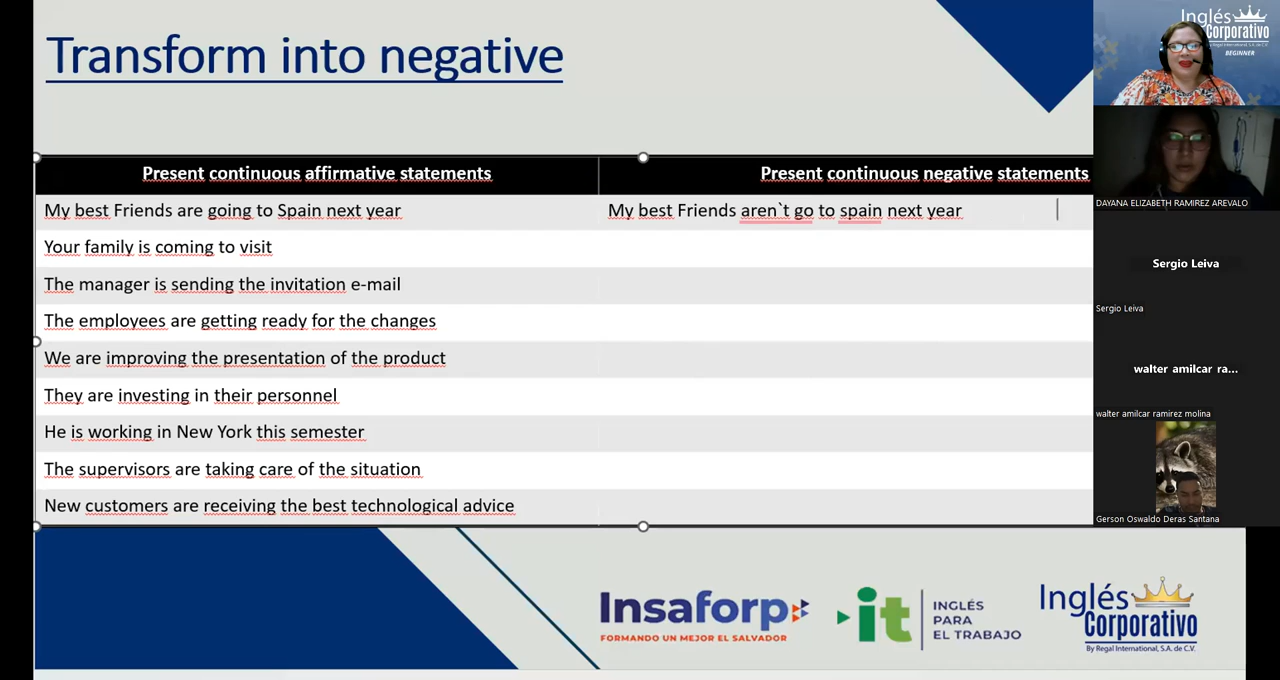 Transform into negative
Present continuous affirmative statements
Present continuous negative statements
My best Friends are going to Spain next year
My best Friends aren`t go to spain next year
Your family is coming to visit
The manager is sending the invitation e-mail
The employees are getting ready for the changes
We are improving the presentation of the product
They are investing in their personnel
He is working in New York this semester
The supervisors are taking care of the situation
New customers are receiving the best technological advice
Insaforp
FORMANDO UN MEJOR EL SALVADOR
it
INGLÉS
PARA
EL TRABAJO
Inglés
Corporativo
By Regal International, S.A. de C.V.
Inglés
Corporativo
By Regal International, S.A. de C.V.
BEGINNER
DAYANA ELIZABETH RAMIREZ AREVALO
Sergio Leiva
Sergio Leiva
walter amilcar ra...
walter amilcar ramirez molina
Gerson Oswaldo Deras Santana